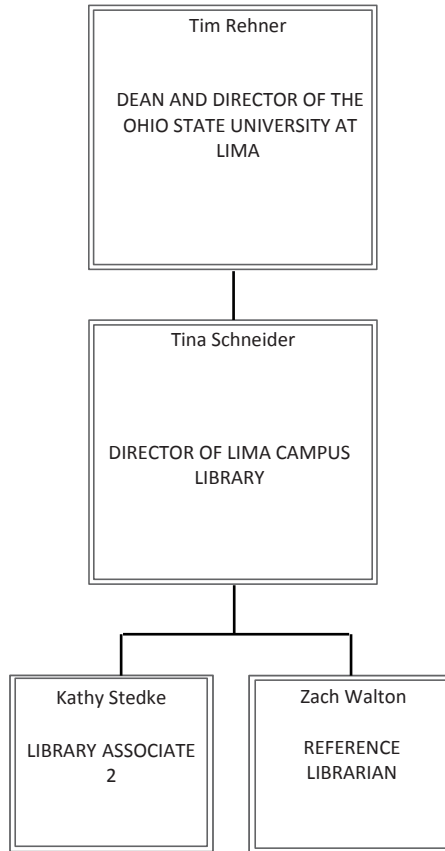 Tim Rehner
DEAN AND DIRECTOR OF THE
OHIO STATE UNIVERSITY AT
LIMA
Tina Schneider
DIRECTOR OF LIMA CAMPUS
LIBRARY
Kathy Stedke
LIBRARY ASSOCIATE
2
Zach Walton
REFERENCE
LIBRARIAN